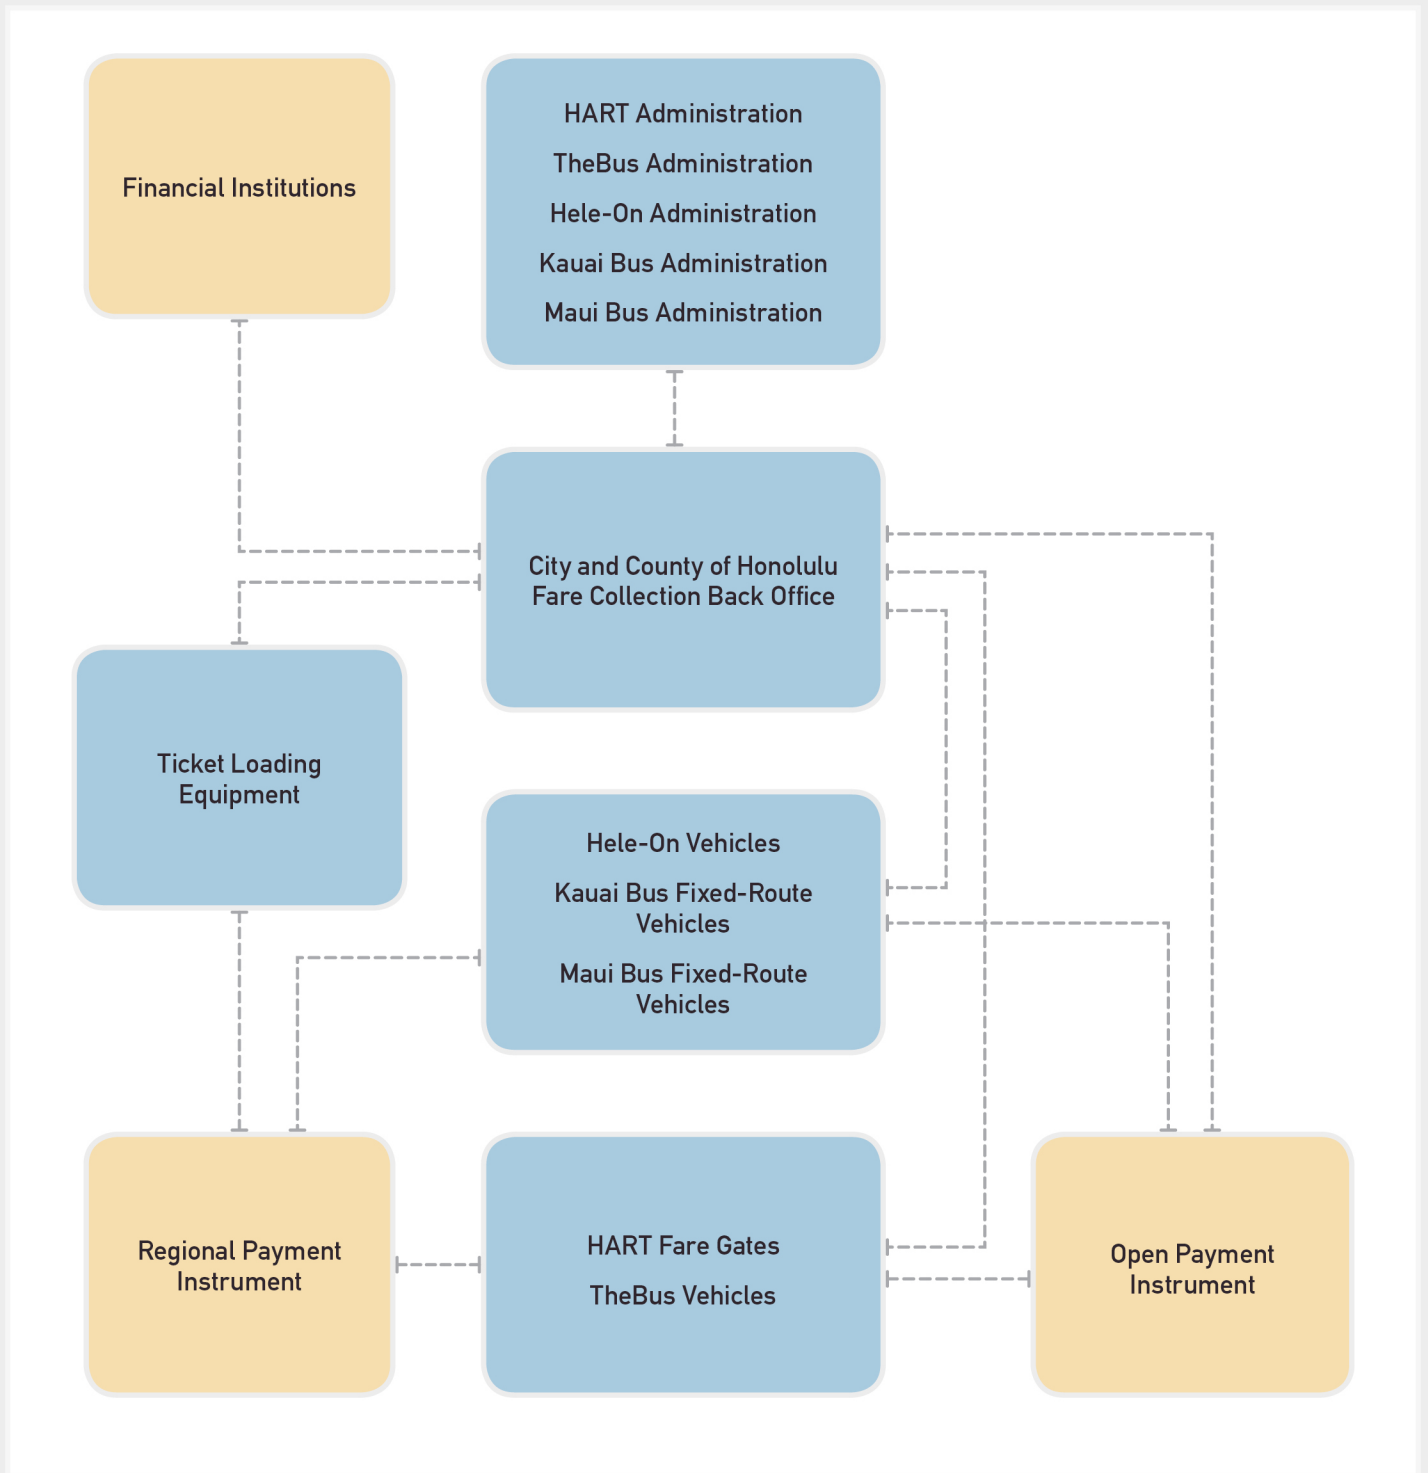 Financial Institutions
HART Administration
TheBus Administration
Hele-On Administration
Kauai Bus Administration
Maui Bus Administration
City and County of Honolulu
Fare Collection Back Office
Ticket Loading
Equipment
Hele-On Vehicles
Kauai Bus Fixed-Route
Vehicles
Maui Bus Fixed-Route
Vehicles
Regional Payment
Instrument
HART Fare Gates
TheBus Vehicles
Open Payment
Instrument